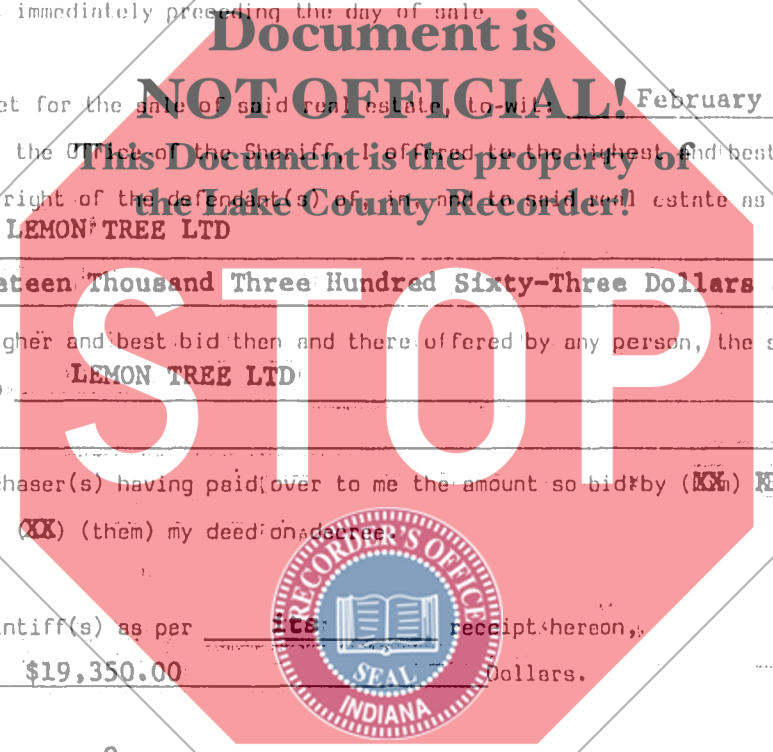 immediately preceding the day of sale
Document is
NOT OFFICIAL!
et for the sale of said real estate, to-wit: February
This Document is the property of
the Office of the Sheriff, I offered to the highest and best
the Lake County Recorder!
right of the defendant(s) of, in, and to said real estate as
LEMON TREE LTD
eteen Thousand Three Hundred Sixty-Three Dollars
STOP
gher and best bid then and there offered by any person, the s
LEMON TREE LTD
haser(s) having paid over to me the amount so bid by (XXm)
(XX) (them) my deed on decree.
RECORDER'S OFFICE
SEAL
INDIANA
ntiff(s) as per its receipt hereon,
$19,350.00 Dollars.